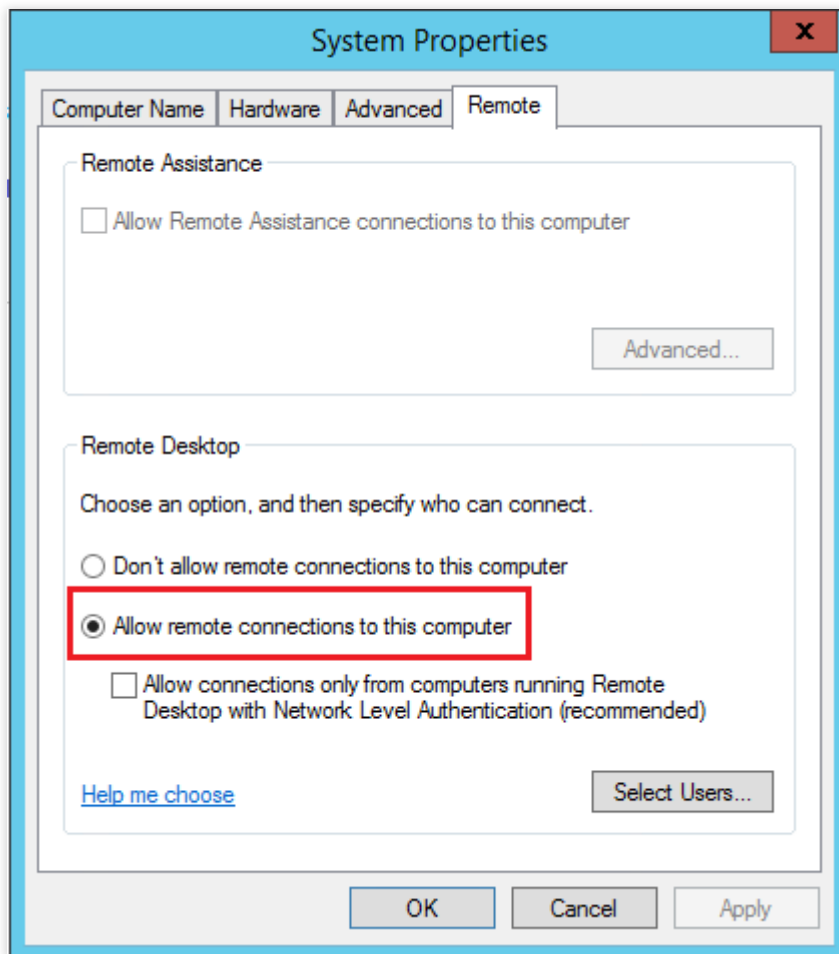 System Properties
x
Computer Name Hardware Advanced Remote
Remote Assistance
Allow Remote Assistance connections to this computer
Advanced...
Remote Desktop
Choose an option, and then specify who can connect.
Don't allow remote connections to this computer
Allow remote connections to this computer
Allow connections only from computers running Remote
Desktop with Network Level Authentication (recommended)
Help me choose
Select Users...
OK Cancel Apply